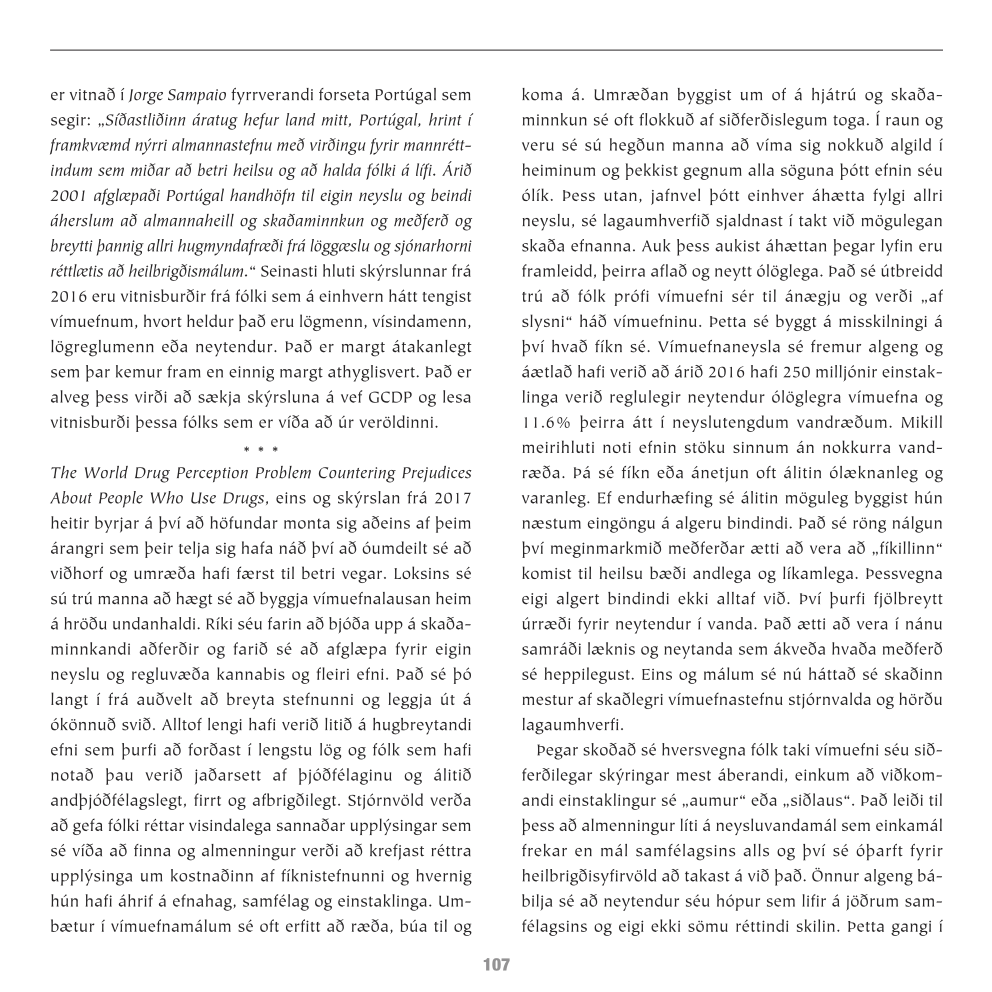 er vitnað í Jorge Sampaio fyrrverandi forseta Portúgal sem
segir: „Síðastliðinn áratug hefur land mitt, Portúgal, hrint í
framkvæmd nýrri almannastefnu með virðingu fyrir mannrétt-
indum sem miðar að betri heilsu og að halda fólki á lífi. Árið
2001 afglæpaði Portúgal handhöfn til eigin neyslu og beindi
áherslum að almannaheill og skaðaminnkun og meðferð og
breytti þannig allri hugmyndafræði frá löggæslu og sjónarhorni
réttlætis að heilbrigðismálum.“ Seinasti hluti skýrslunnar frá
2016 eru vitnisburðir frá fólki sem á einhvern hátt tengist
vímuefnum, hvort heldur það eru lögmenn, vísindamenn,
lögreglumenn eða neytendur. Það er margt átakanlegt
sem þar kemur fram en einnig margt athyglisvert. Það er
alveg þess virði að sækja skýrsluna á vef GCDP og lesa
vitnisburði þessa fólks sem er víða að úr veröldinni.
* * *
The World Drug Perception Problem Countering Prejudices
About People Who Use Drugs, eins og skýrslan frá 2017
heitir byrjar á því að höfundar monta sig aðeins af þeim
árangri sem þeir telja sig hafa náð því að óumdeilt sé að
viðhorf og umræða hafi færst til betri vegar. Loksins sé
sú trú manna að hægt sé að byggja vímuefnalausan heim
á hröðu undanhaldi. Ríki séu farin að bjóða upp á skaða-
minnkandi aðferðir og farið sé að afglæpa fyrir eigin
neyslu og regluvæða kannabis og fleiri efni. Það sé þó
langt í frá auðvelt að breyta stefnunni og leggja út á
ókönnuð svið. Alltof lengi hafi verið litið á hugbreytandi
efni sem þurfi að forðast í lengstu lög og fólk sem hafi
notað þau verið jaðarsett af þjóðfélaginu og álitið
andþjóðfélagslegt, firrt og afbrigðilegt. Stjórnvöld verða
að gefa fólki réttar visindalega sannaðar upplýsingar sem
sé víða að finna og almenningur verði að krefjast réttra
upplýsinga um kostnaðinn af fíknistefnunni og hvernig
hún hafi áhrif á efnahag, samfélag og einstaklinga. Um-
bætur í vímuefnamálum sé oft erfitt að ræða, búa til og
koma á. Umræðan byggist um of á hjátrú og skaða-
minnkun sé oft flokkuð af siðferðislegum toga. Í raun og
veru sé sú hegðun manna að víma sig nokkuð algild í
heiminum og þekkist gegnum alla söguna þótt efnin séu
ólík. Þess utan, jafnvel þótt einhver áhætta fylgi allri
neyslu, sé lagaumhverfið sjaldnast í takt við mögulegan
skaða efnanna. Auk þess aukist áhættan þegar lyfin eru
framleidd, þeirra aflað og neytt ólöglega. Það sé útbreidd
trú að fólk prófi vímuefni sér til ánægju og verði „af
slysni“ háð vímuefninu. Þetta sé byggt á misskilningi á
því hvað fíkn sé. Vímuefnaneysla sé fremur algeng og
áætlað hafi verið að árið 2016 hafi 250 milljónir einstak-
linga verið reglulegir neytendur ólöglegra vímuefna og
11.6% þeirra átt í neyslutengdum vandræðum. Mikill
meirihluti noti efnin stöku sinnum án nokkurra vand-
ræða. Þá sé fíkn eða ánetjun oft álitin ólæknanleg og
varanleg. Ef endurhæfing sé álitin möguleg byggist hún
næstum eingöngu á algeru bindindi. Það sé röng nálgun
því meginmarkmið meðferðar ætti að vera að „fíkillinn“
komist til heilsu bæði andlega og líkamlega. Þessvegna
eigi algert bindindi ekki alltaf við. Því þurfi fjölbreytt
úrræði fyrir neytendur í vanda. Það ætti að vera í nánu
samráði læknis og neytanda sem ákveða hvaða meðferð
sé heppilegust. Eins og málum sé nú háttað sé skaðinn
mestur af skaðlegri vímuefnastefnu stjórnvalda og hörðu
lagaumhverfi.
Þegar skoðað sé hversvegna fólk taki vímuefni séu sið-
ferðilegar skýringar mest áberandi, einkum að viðkom-
andi einstaklingur sé „aumur“ eða „siðlaus“. Það leiði til
þess að almenningur líti á neysluvandamál sem einkamál
frekar en mál samfélagsins alls og því sé óþarft fyrir
heilbrigðisyfirvöld að takast á við það. Önnur algeng bá-
bilja sé að neytendur séu hópur sem lifir á jöðrum sam-
félagsins og eigi ekki sömu réttindi skilin. Þetta gangi í
107